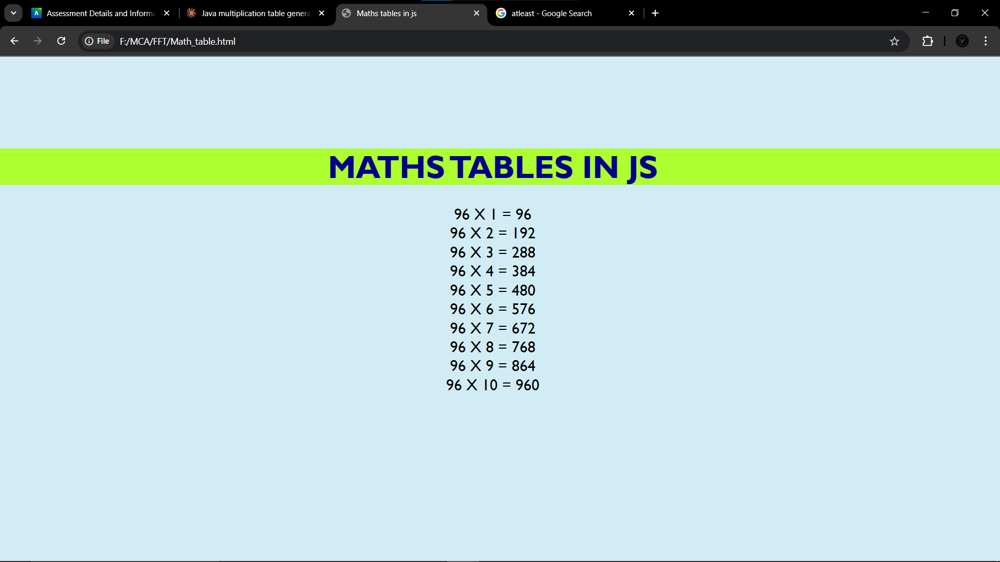 Assessment Details and Informa
Java multiplication table genera
Maths tables in js
atleast - Google Search
File
F:/MCA/FFT/Math_table.html
MATHS TABLES IN JS
96 X 1 = 96
96 X 2 = 192
96 X 3 = 288
96 X 4 = 384
96 X 5 = 480
96 X 6 = 576
96 X 7 = 672
96 X 8 = 768
96 X 9 = 864
96 X 10 = 960